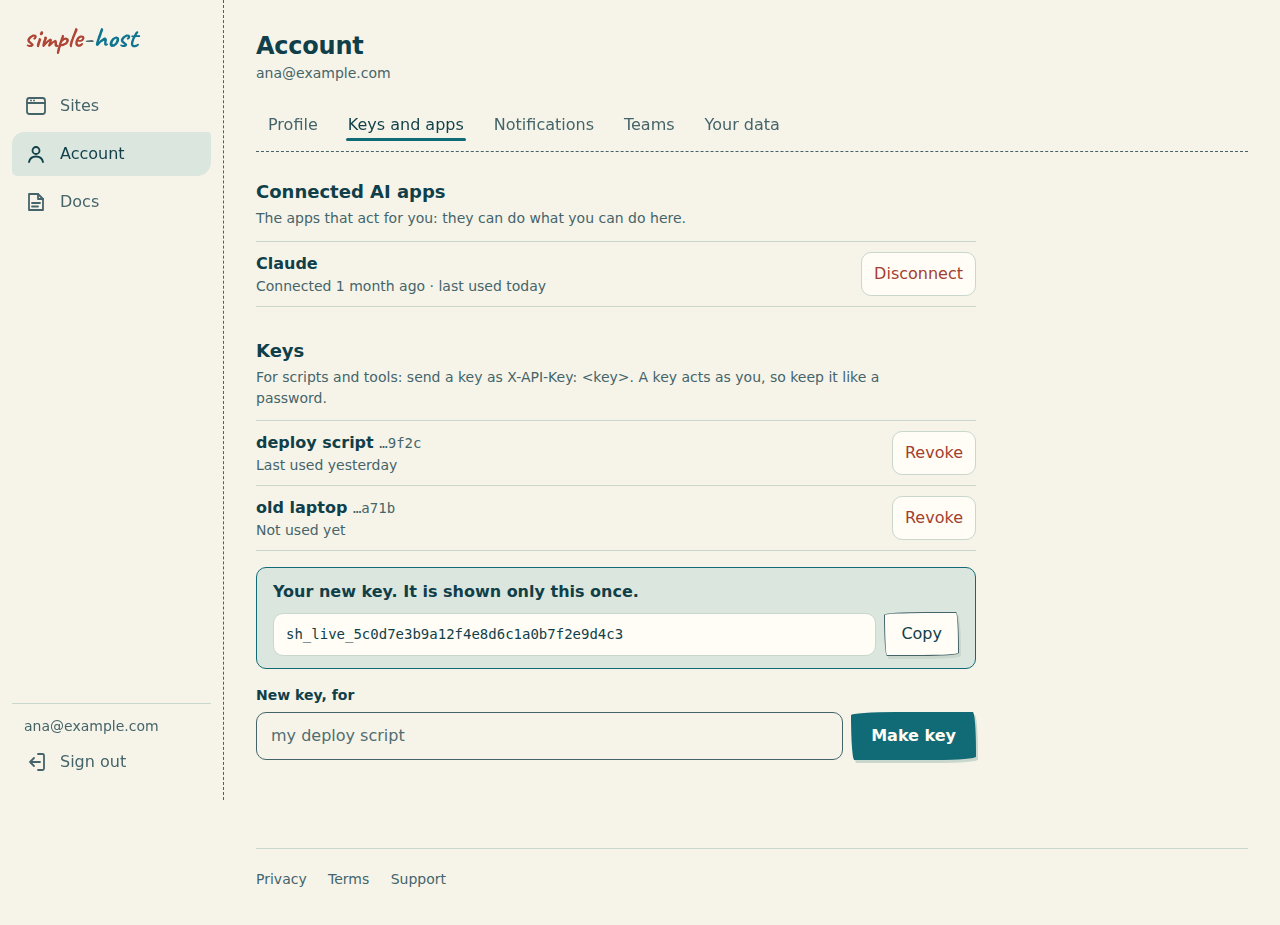 simple-host
Sites
Account
Docs
ana@example.com
Sign out
Account
ana@example.com
Profile Keys and apps Notifications Teams Your data
Connected AI apps
The apps that act for you: they can do what you can do here.
Claude
Connected 1 month ago · last used today
Disconnect
Keys
For scripts and tools: send a key as X-API-Key: <key>. A key acts as you, so keep it like a
password.
deploy script …9f2c
Last used yesterday
Revoke
old laptop …a71b
Not used yet
Revoke
Your new key. It is shown only this once.
sh_live_5c0d7e3b9a12f4e8d6c1a0b7f2e9d4c3
Copy
New key, for
my deploy script
Make key
Privacy Terms Support